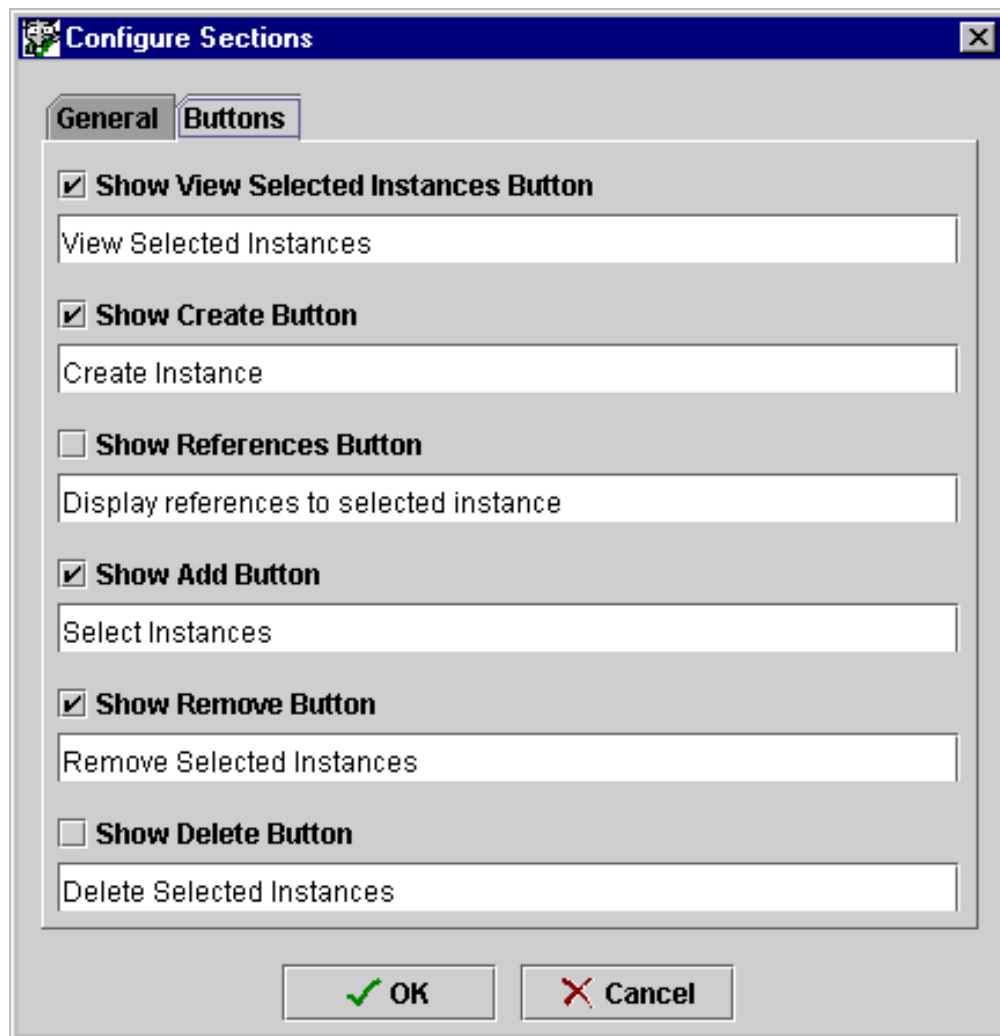 Configure Sections
General Buttons
Show View Selected Instances Button
View Selected Instances
Show Create Button
Create Instance
Show References Button
Display references to selected instance
Show Add Button
Select Instances
Show Remove Button
Remove Selected Instances
Show Delete Button
Delete Selected Instances
OK Cancel